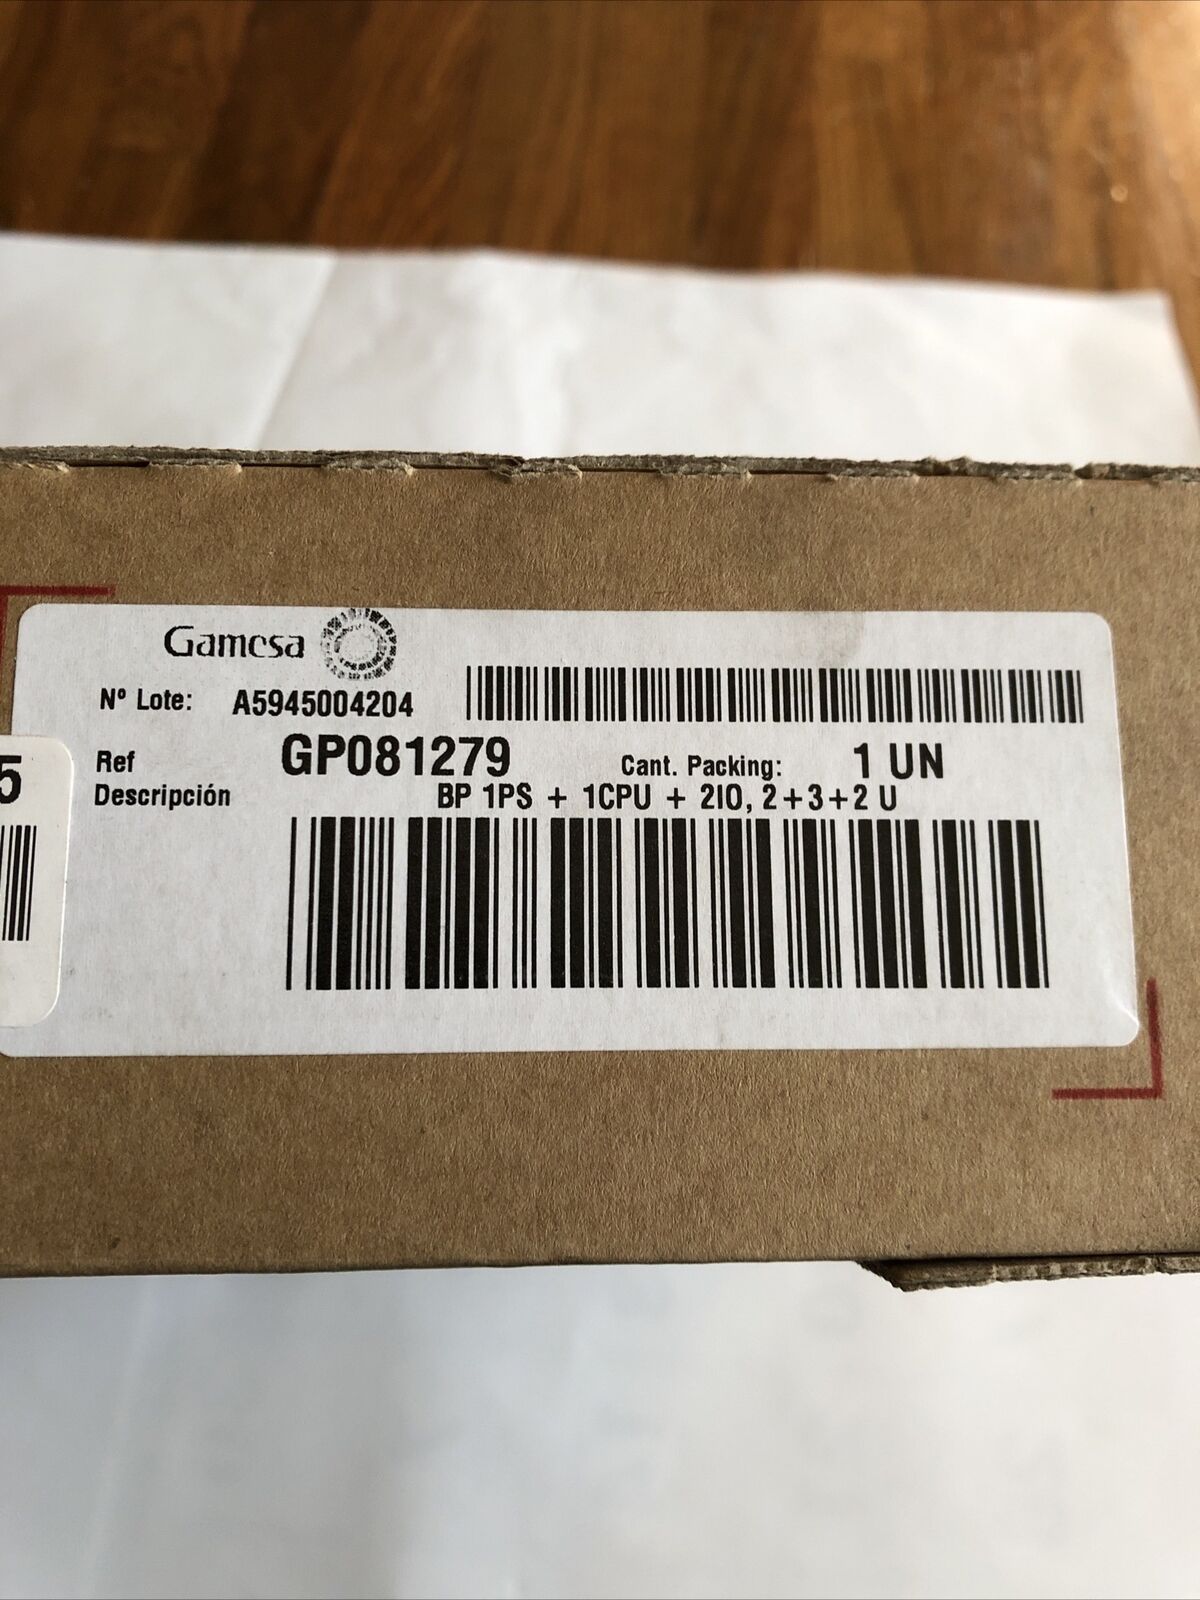 Gamesa
Nº Lote: A5945004204
Ref GP081279 Cant. Packing: 1 UN
Descripción BP 1PS + 1CPU + 2IO, 2+3+2 U
5